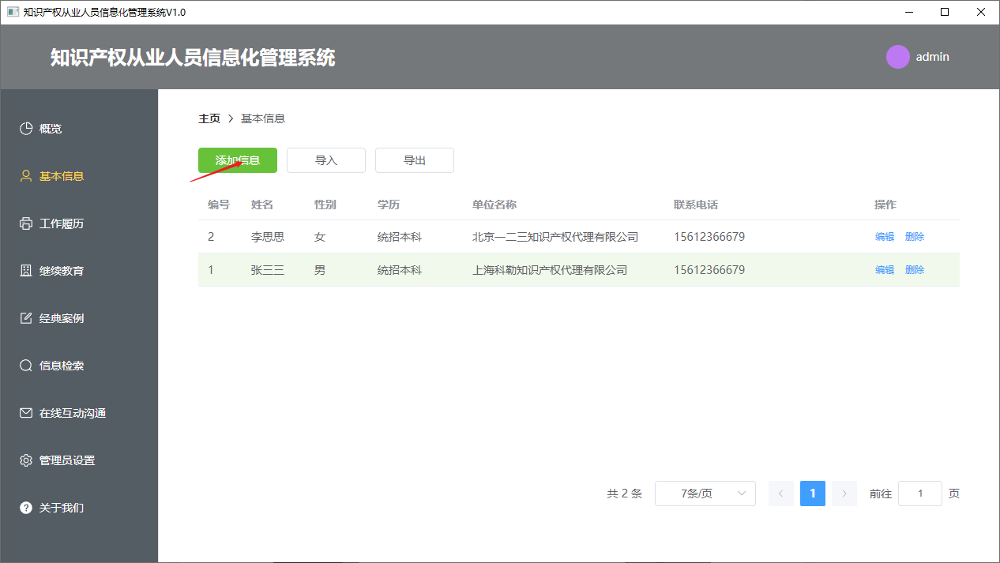 知识产权从业人员信息化管理系统V1.0
知识产权从业人员信息化管理系统
admin
概览
基本信息
工作履历
继续教育
经典案例
信息检索
在线互动沟通
管理员设置
关于我们
主页 > 基本信息
添加信息 导入 导出
编号 姓名 性别 学历 单位名称 联系电话 操作
2 李思思 女 统招本科 北京一二三知识产权代理有限公司 15612366679 编辑 删除
1 张三三 男 统招本科 上海科勒知识产权代理有限公司 15612366679 编辑 删除
共 2 条 7条/页 < 1 > 前往 1 页